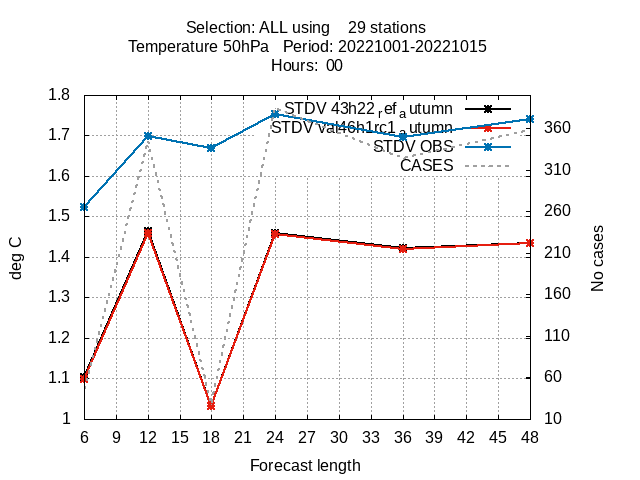 Selection: ALL using 29 stations
Temperature 50hPa Period: 20221001-20221015
Hours: 00
1.8
1.7
1.6
1.5
1.4
1.3
1.2
1.1
1
deg C
STDV 43h22_ref_autumn
STDV val46h1rc1_autumn
STDV OBS
CASES
360
310
260
210
160
110
60
10
No cases
6 9 12 15 18 21 24 27 30 33 36 39 42 45 48
Forecast length